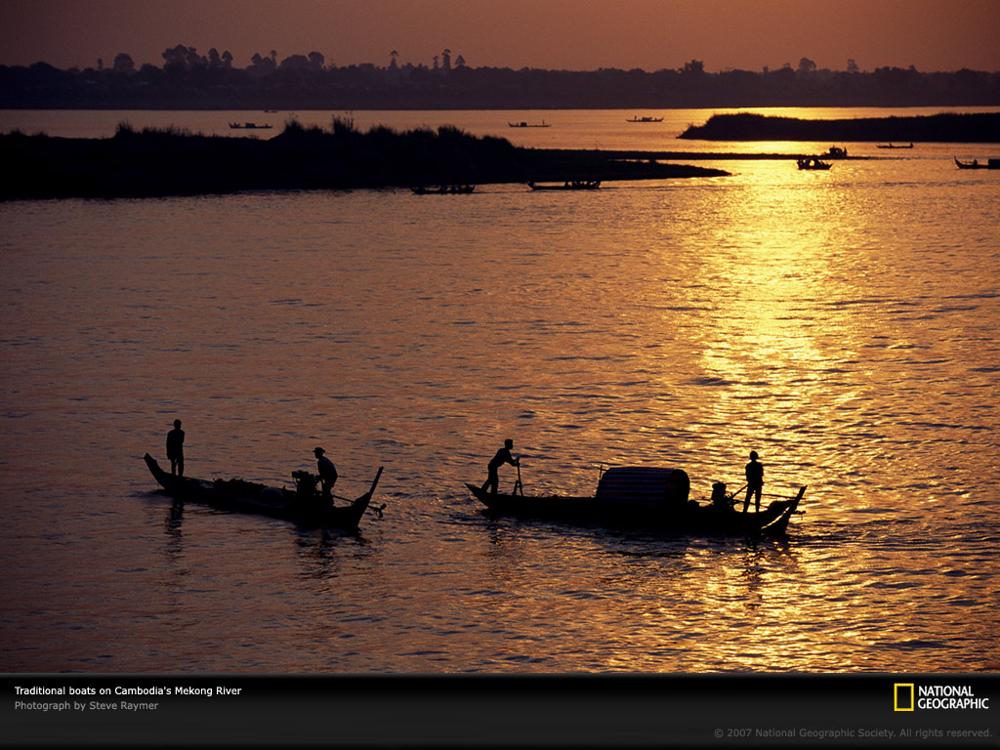 Traditional boats on Cambodia's Mekong River
Photograph by Steve Raymer
NATIONAL
GEOGRAPHIC
© 2007 National Geographic Society. All rights reserved.